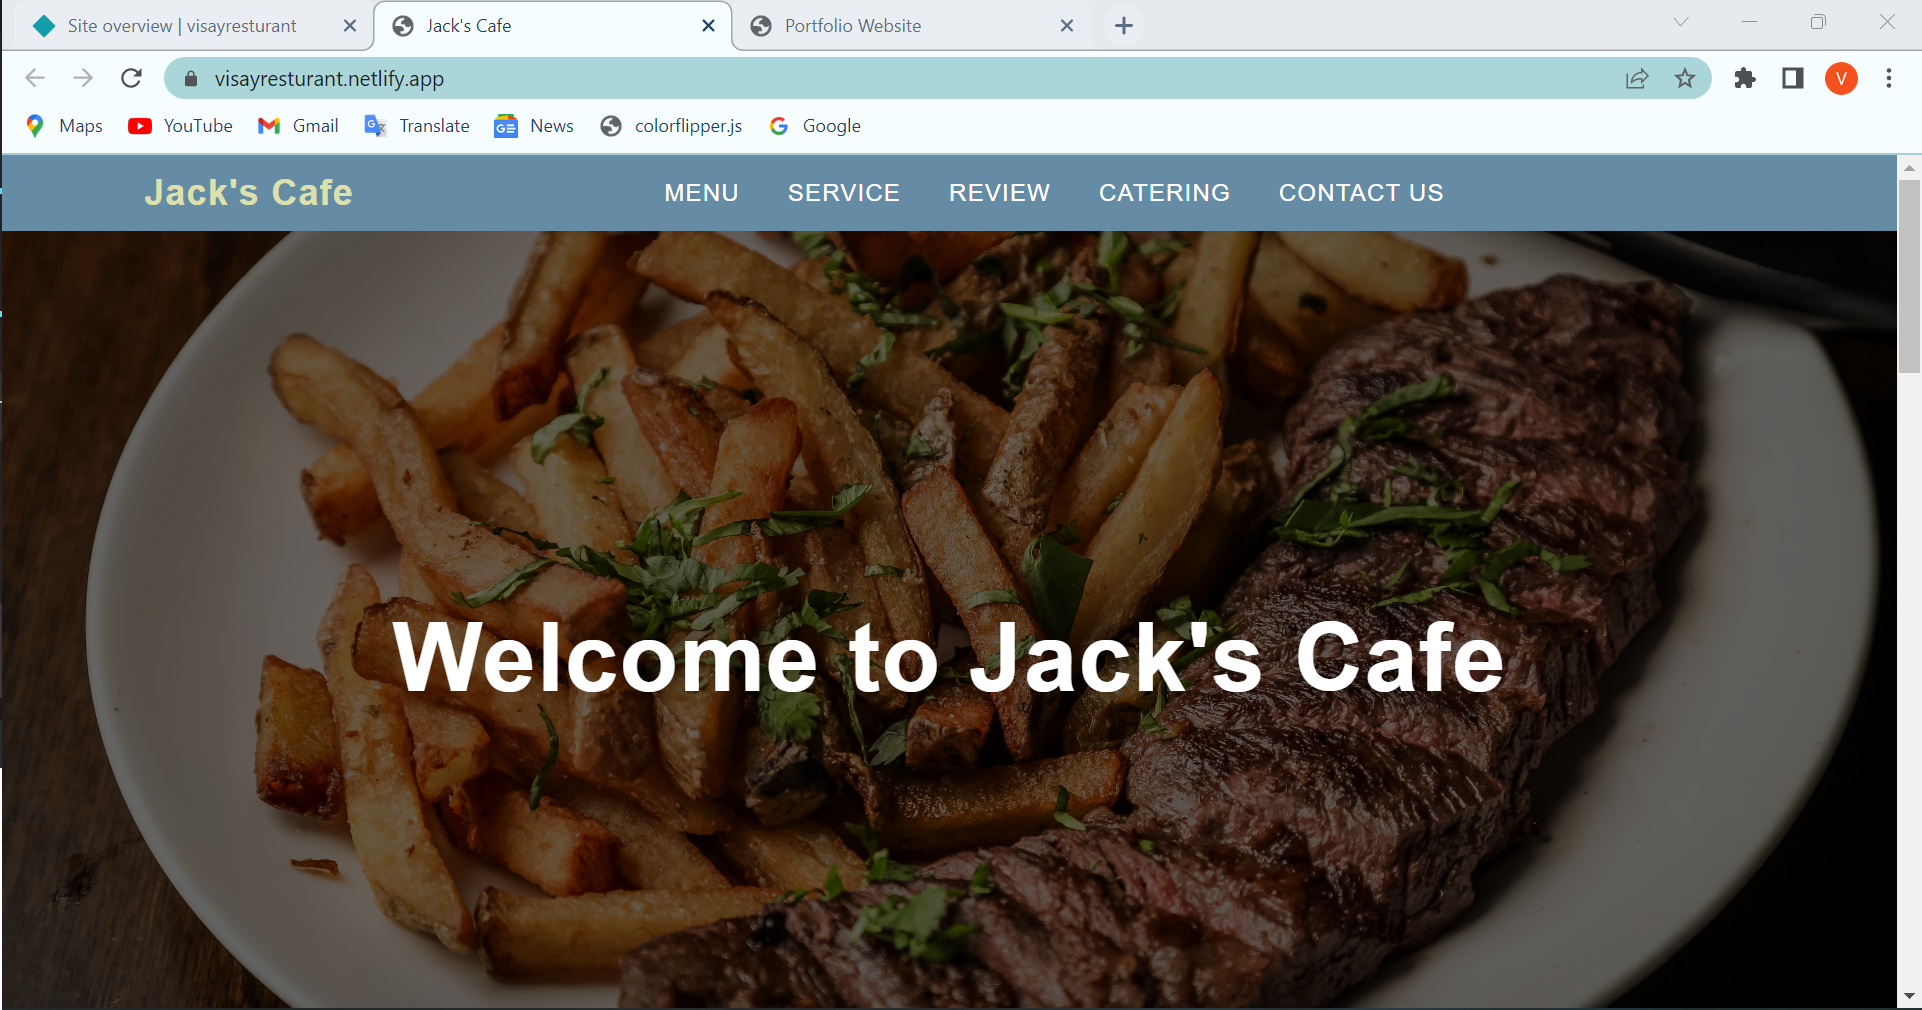 Site overview | visayresturant
Jack's Cafe
Portfolio Website
visayresturant.netlify.app
V
Maps
YouTube
Gmail
Translate
News
colorflipper.js
Google
Jack's Cafe
MENU SERVICE REVIEW CATERING CONTACT US
Welcome to Jack's Cafe